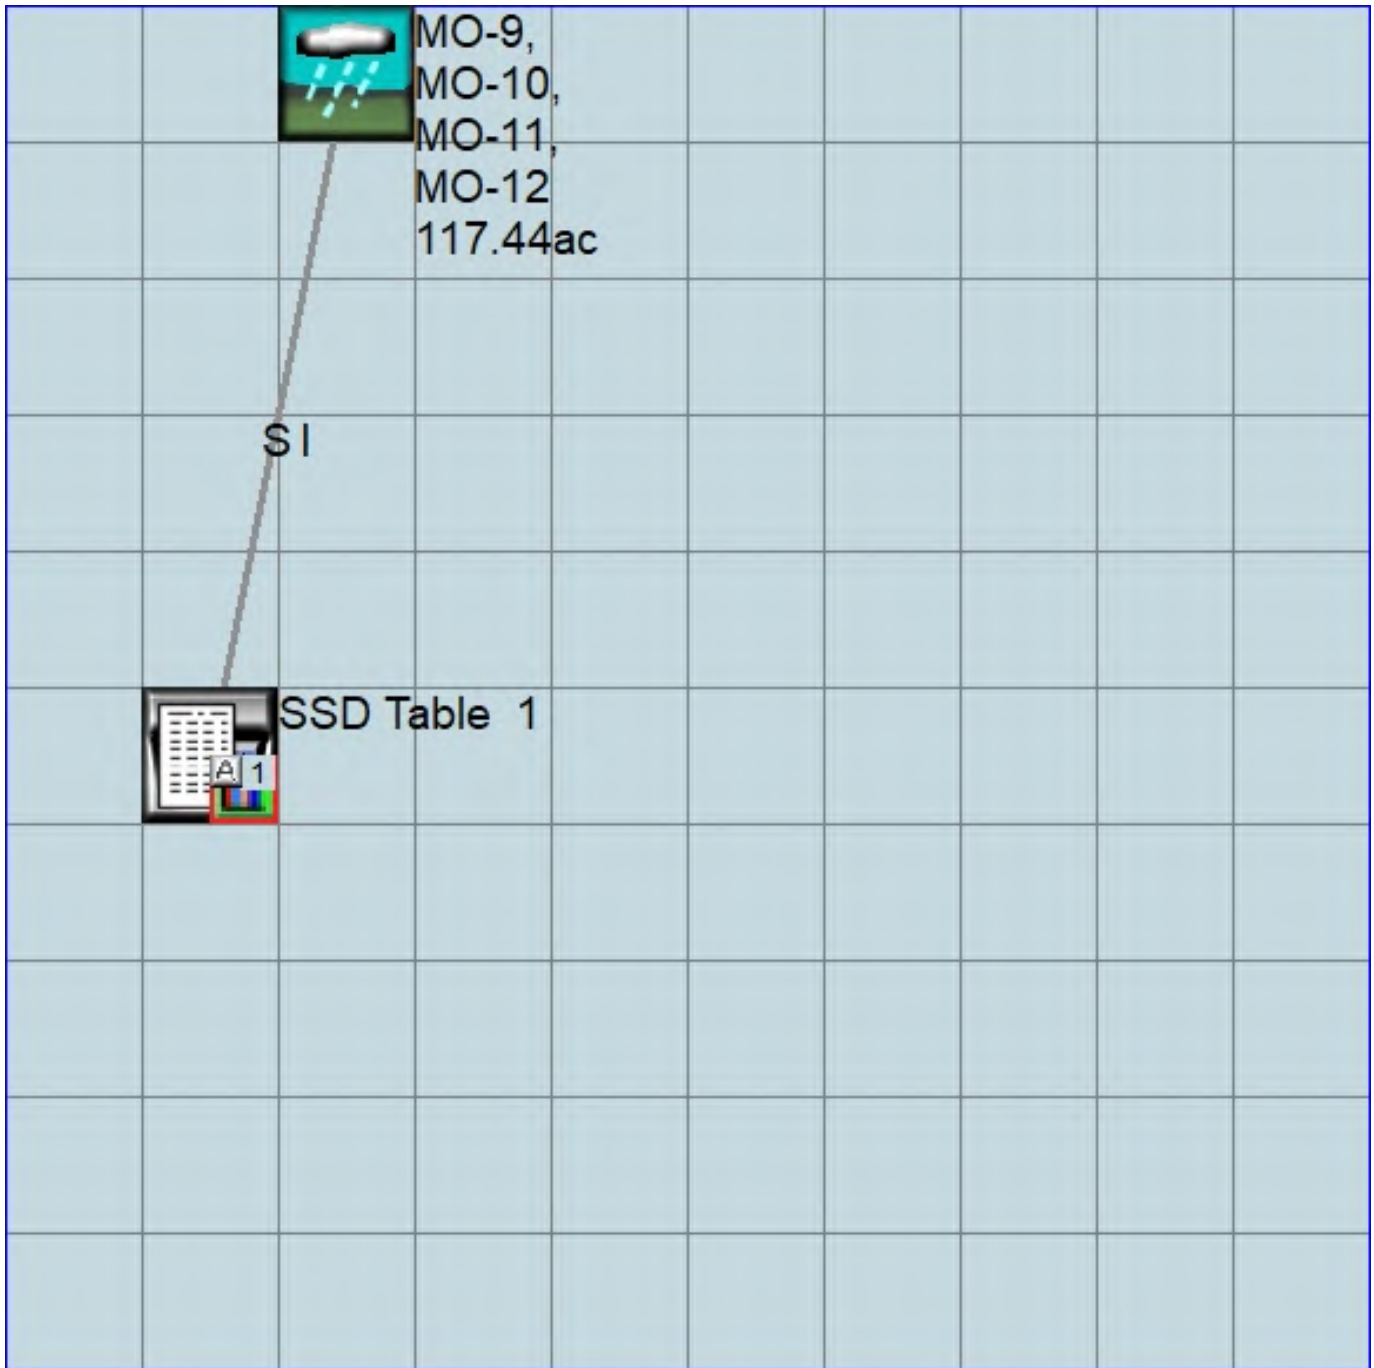 MO-9,
MO-10,
MO-11,
MO-12
117.44ac
S I
SSD Table 1
A 1